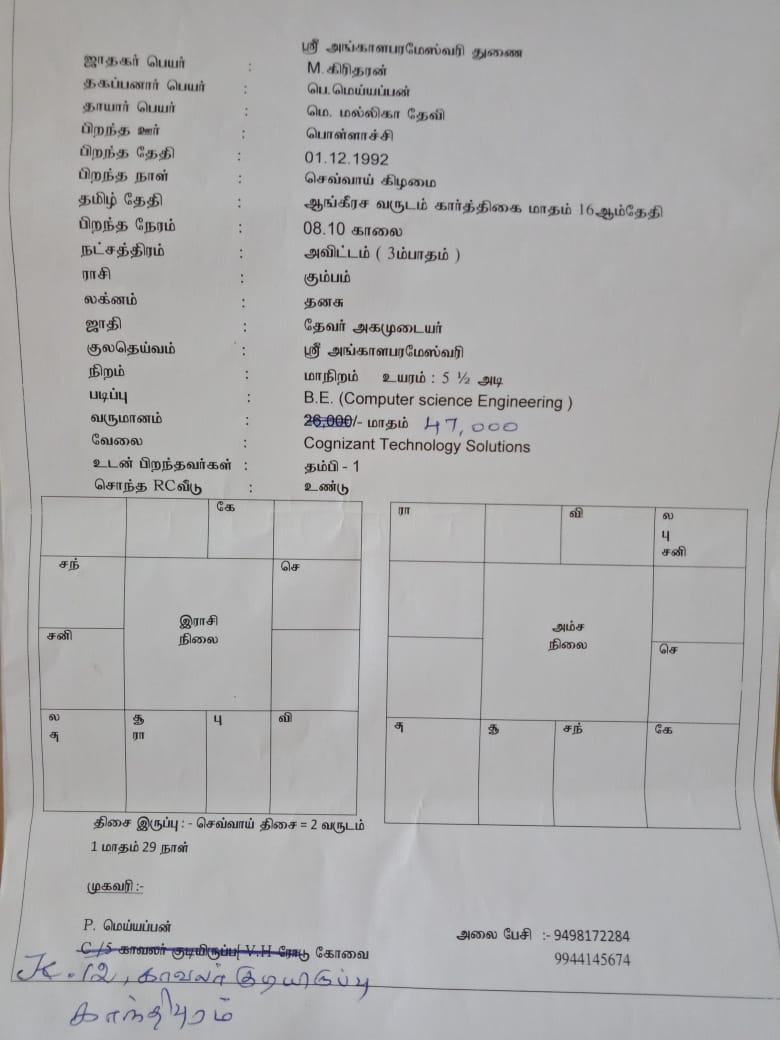 ஸ்ரீ அங்காளபரமேஸ்வரி துணை
ஜாதகர் பெயர் : M.கிரிதரன்
தகப்பனார் பெயர் : பெ.மெய்யப்பன்
தாயார் பெயர் : மெ. மல்லிகா தேவி
பிறந்த ஊர் : பொள்ளாச்சி
பிறந்த தேதி : 01.12.1992
பிறந்த நாள் : செவ்வாய் கிழமை
தமிழ் தேதி : ஆங்கீரச வருடம் கார்த்திகை மாதம் 16ஆம்தேதி
பிறந்த நேரம் : 08.10 காலை
நட்சத்திரம் : அவிட்டம் ( 3ம்பாதம் )
ராசி : கும்பம்
லக்னம் : தனசு
ஜாதி : தேவர் அகமுடையர்
குலதெய்வம் : ஸ்ரீ அங்காளபரமேஸ்வரி
நிறம் : மாநிறம் உயரம் : 5 ½ அடி
படிப்பு : B.E. (Computer science Engineering )
வருமானம் : 26,000/- மாதம் 47,000
வேலை : Cognizant Technology Solutions
உடன் பிறந்தவர்கள் : தம்பி - 1
சொந்த RCவீடு : உண்டு
கே
சந்
செ
இராசி
நிலை
சனி
ல
சு
சூ
ரா
பு
வி
ரா
வி
ல
பு
சனி
அம்ச
நிலை
செ
சு
சூ
சந்
கே
திசை இருப்பு : - செவ்வாய் திசை = 2 வருடம்
1 மாதம் 29 நாள்
முகவரி :-
P. மெய்யப்பன்
C /5 காவலர் குடியிருப்பு V.H ரோடு கோவை
அலை பேசி :- 9498172284
9944145674
K-12, காவலர் குடியிருப்பு
காந்திபுரம்